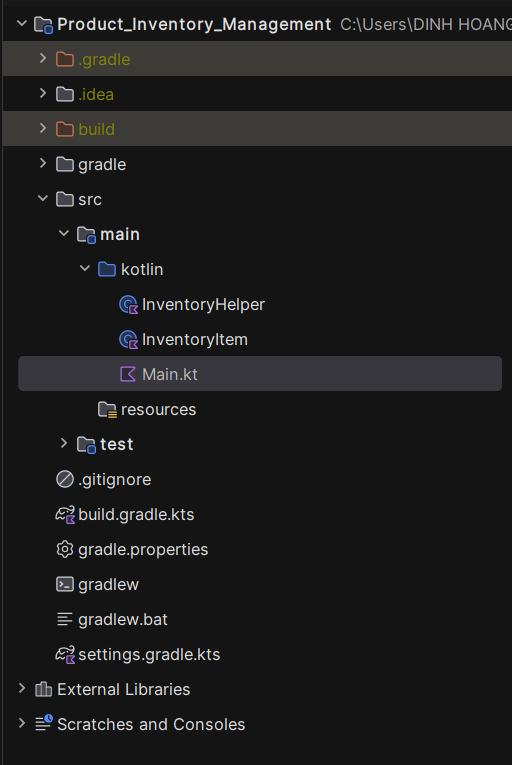 Product_Inventory_Management C:\Users\DINH HOANG
.gradle
.idea
build
gradle
src
main
kotlin
InventoryHelper
InventoryItem
Main.kt
resources
test
.gitignore
build.gradle.kts
gradle.properties
gradlew
gradlew.bat
settings.gradle.kts
External Libraries
Scratches and Consoles